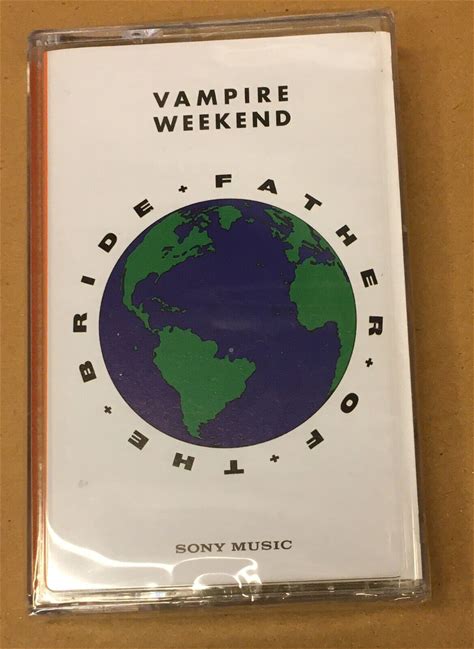 VAMPIRE
WEEKEND
FATHER + OF + THE + BRIDE +
SONY MUSIC